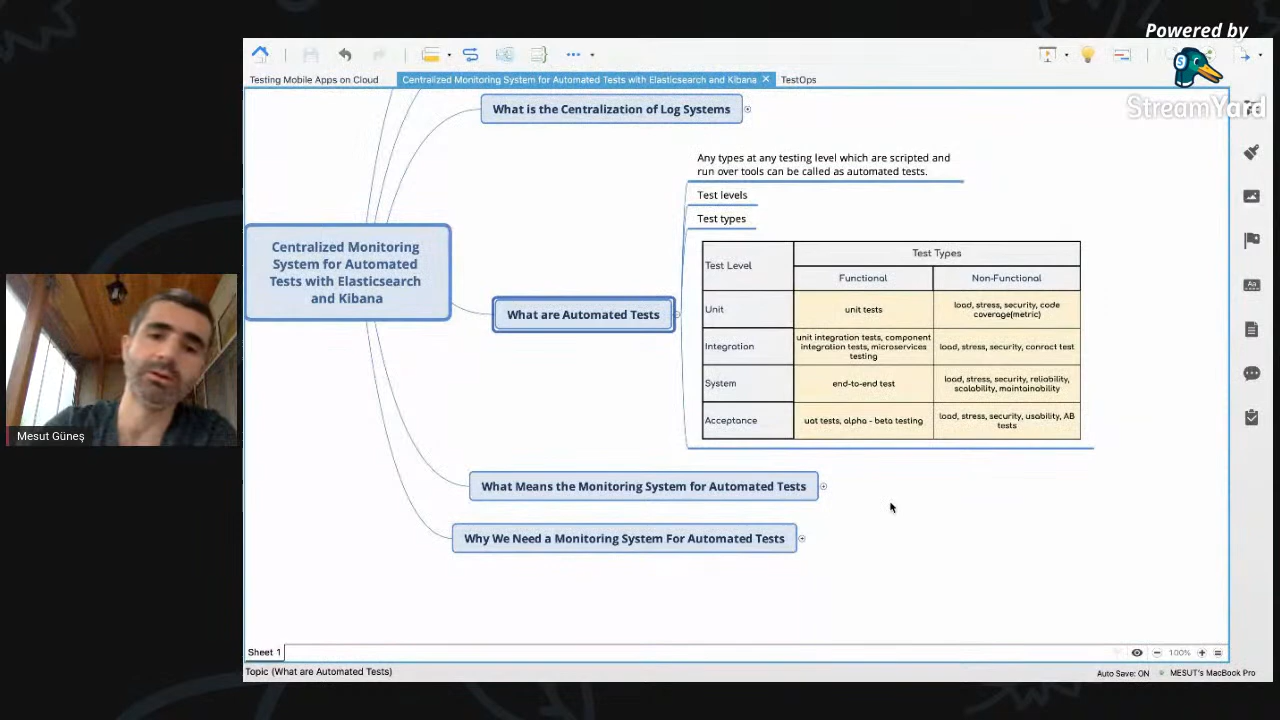 Powered by
StreamYard
Testing Mobile Apps on Cloud
Centralized Monitoring System for Automated Tests with Elasticsearch and Kibana
TestOps
What is the Centralization of Log Systems
Any types at any testing level which are scripted and
run over tools can be called as automated tests.
Test levels
Test types
Centralized Monitoring
System for Automated
Tests with Elasticsearch
and Kibana
What are Automated Tests
Test Level
Test Types
Functional
Non-Functional
Unit
unit tests
load, stress, security, code
coverage(metric)
Integration
unit integration tests, component
integration tests, microservices
testing
load, stress, security, conract test
System
end-to-end test
load, stress, security, reliability,
scalability, maintainability
Acceptance
uat tests, alpha - beta testing
load, stress, security, usability, AB
tests
Mesut Güneş
What Means the Monitoring System for Automated Tests
Why We Need a Monitoring System For Automated Tests
Sheet 1
100%
Topic (What are Automated Tests)
Auto Save: ON
MESUT's MacBook Pro